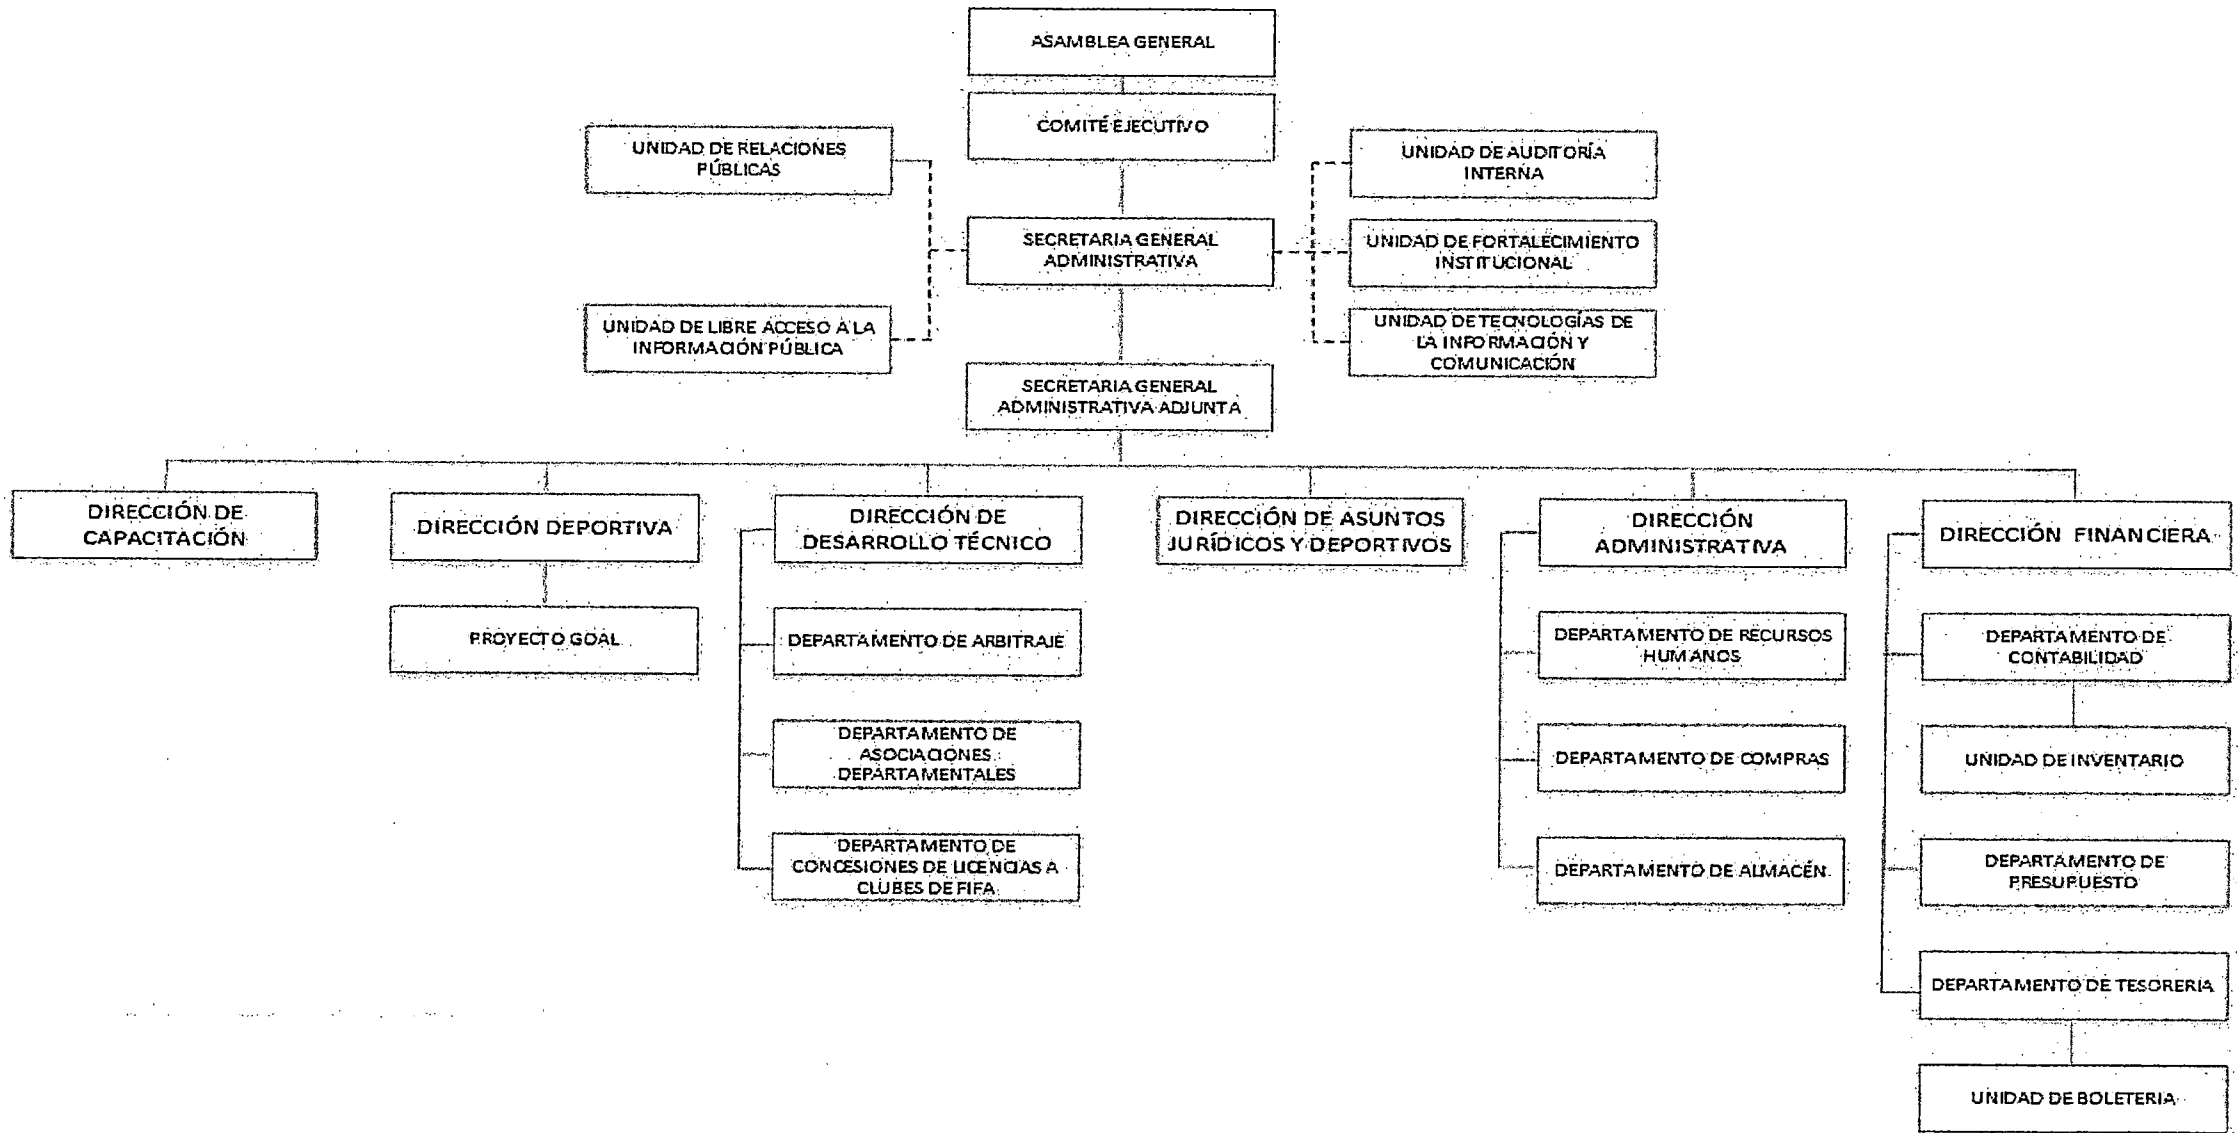 ASAMBLEA GENERAL
COMITÉ EJECUTIVO
UNIDAD DE RELACIONES
PÚBLICAS
UNIDAD DE AUDITORÍA
INTERNA
SECRETARIA GENERAL
ADMINISTRATIVA
UNIDAD DE FORTALECIMIENTO
INSTITUCIONAL
UNIDAD DE LIBRE ACCESO A LA
INFORMACIÓN PÚBLICA
UNIDAD DE TECNOLOGÍAS DE
LA INFORMACIÓN Y
COMUNICACIÓN
SECRETARIA GENERAL
ADMINISTRATIVA ADJUNTA
DIRECCIÓN DE
CAPACITACIÓN
DIRECCIÓN DEPORTIVA
DIRECCIÓN DE
DESARROLLO TÉCNICO
DIRECCIÓN DE ASUNTOS
JURÍDICOS Y DEPORTIVOS
DIRECCIÓN
ADMINISTRATIVA
DIRECCIÓN FINANCIERA
PROYECTO GOAL
DEPARTAMENTO DE ARBITRAJE
DEPARTAMENTO DE RECURSOS
HUMANOS
DEPARTAMENTO DE
CONTABILIDAD
DEPARTAMENTO DE
ASOCIACIONES
DEPARTAMENTALES
DEPARTAMENTO DE COMPRAS
UNIDAD DE INVENTARIO
DEPARTAMENTO DE
CONCESIONES DE LICENCIAS A
CLUBES DE FIFA
DEPARTAMENTO DE ALMACÉN
DEPARTAMENTO DE
PRESUPUESTO
DEPARTAMENTO DE TESORERIA
UNIDAD DE BOLETERIA